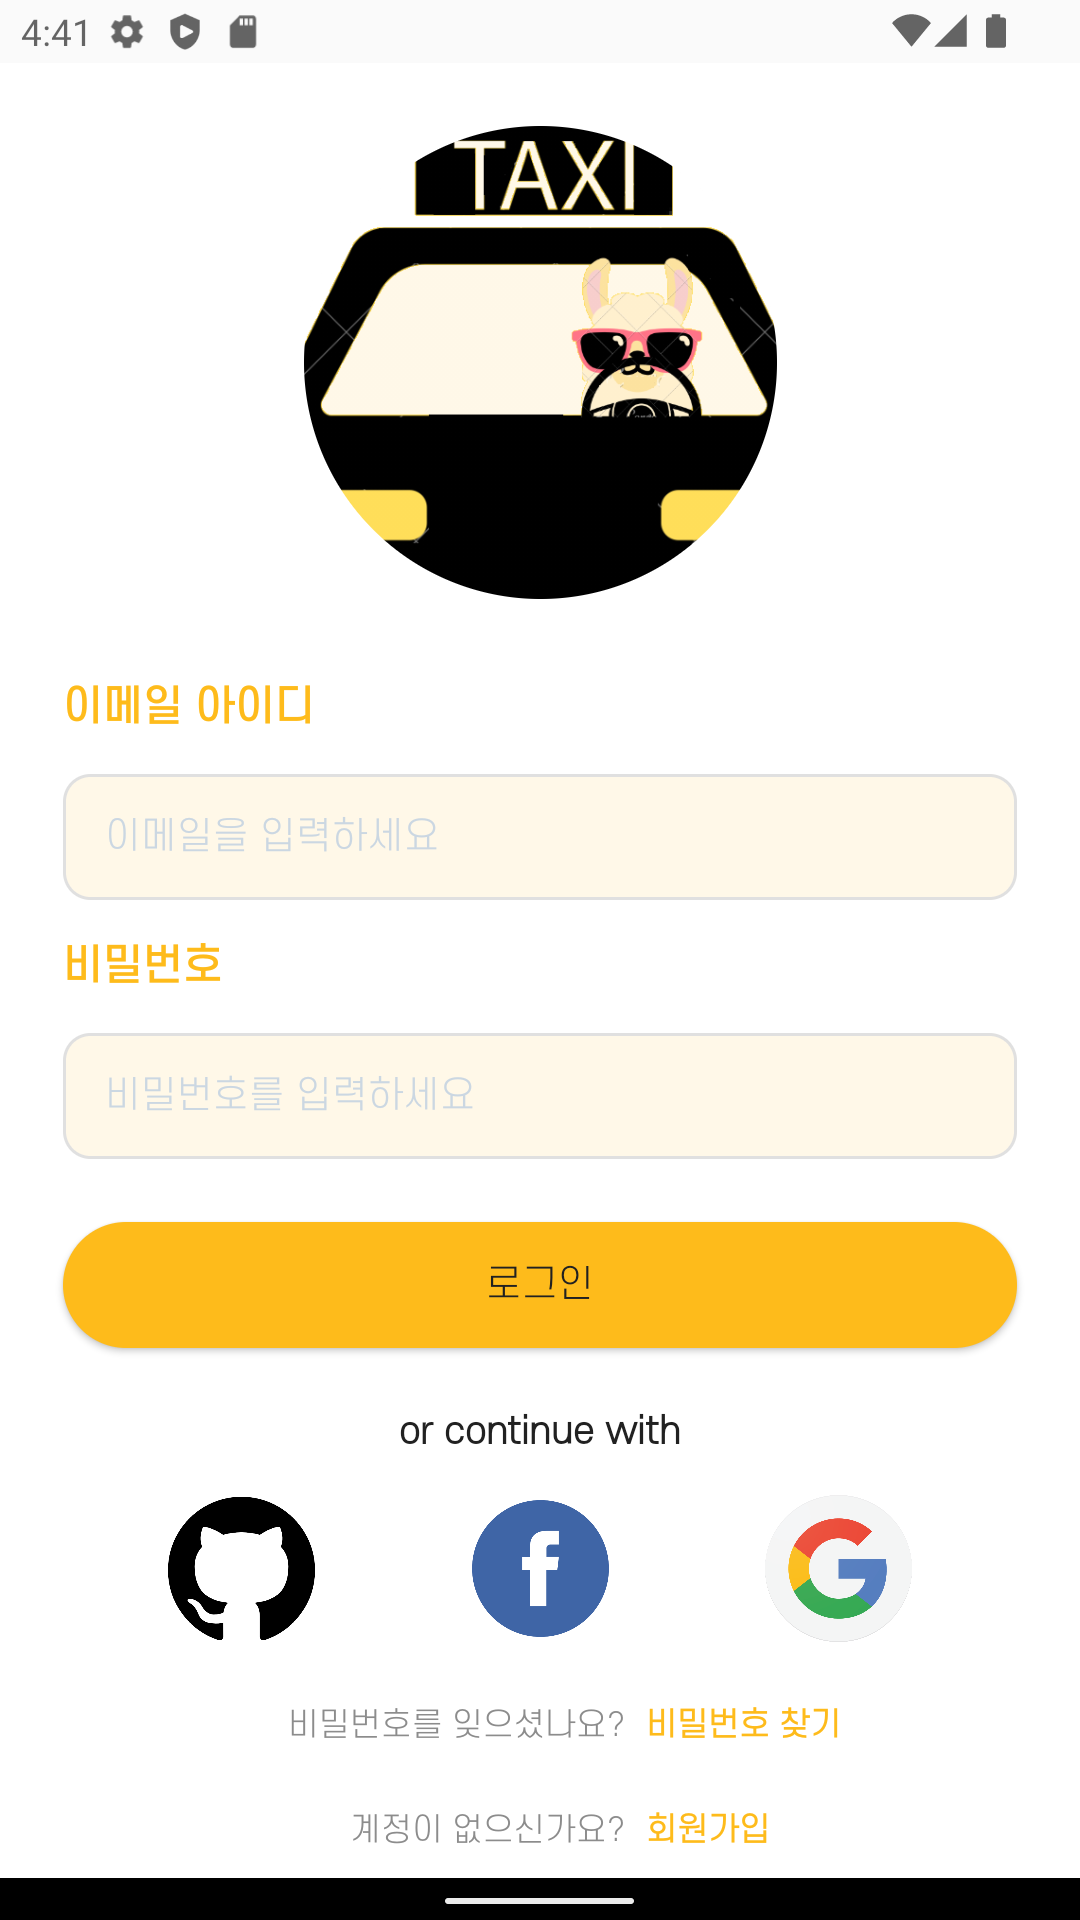 4:41
TAXI
이메일 아이디
이메일을 입력하세요
비밀번호
비밀번호를 입력하세요
로그인
or continue with
비밀번호를 잊으셨나요? 비밀번호 찾기
계정이 없으신가요? 회원가입